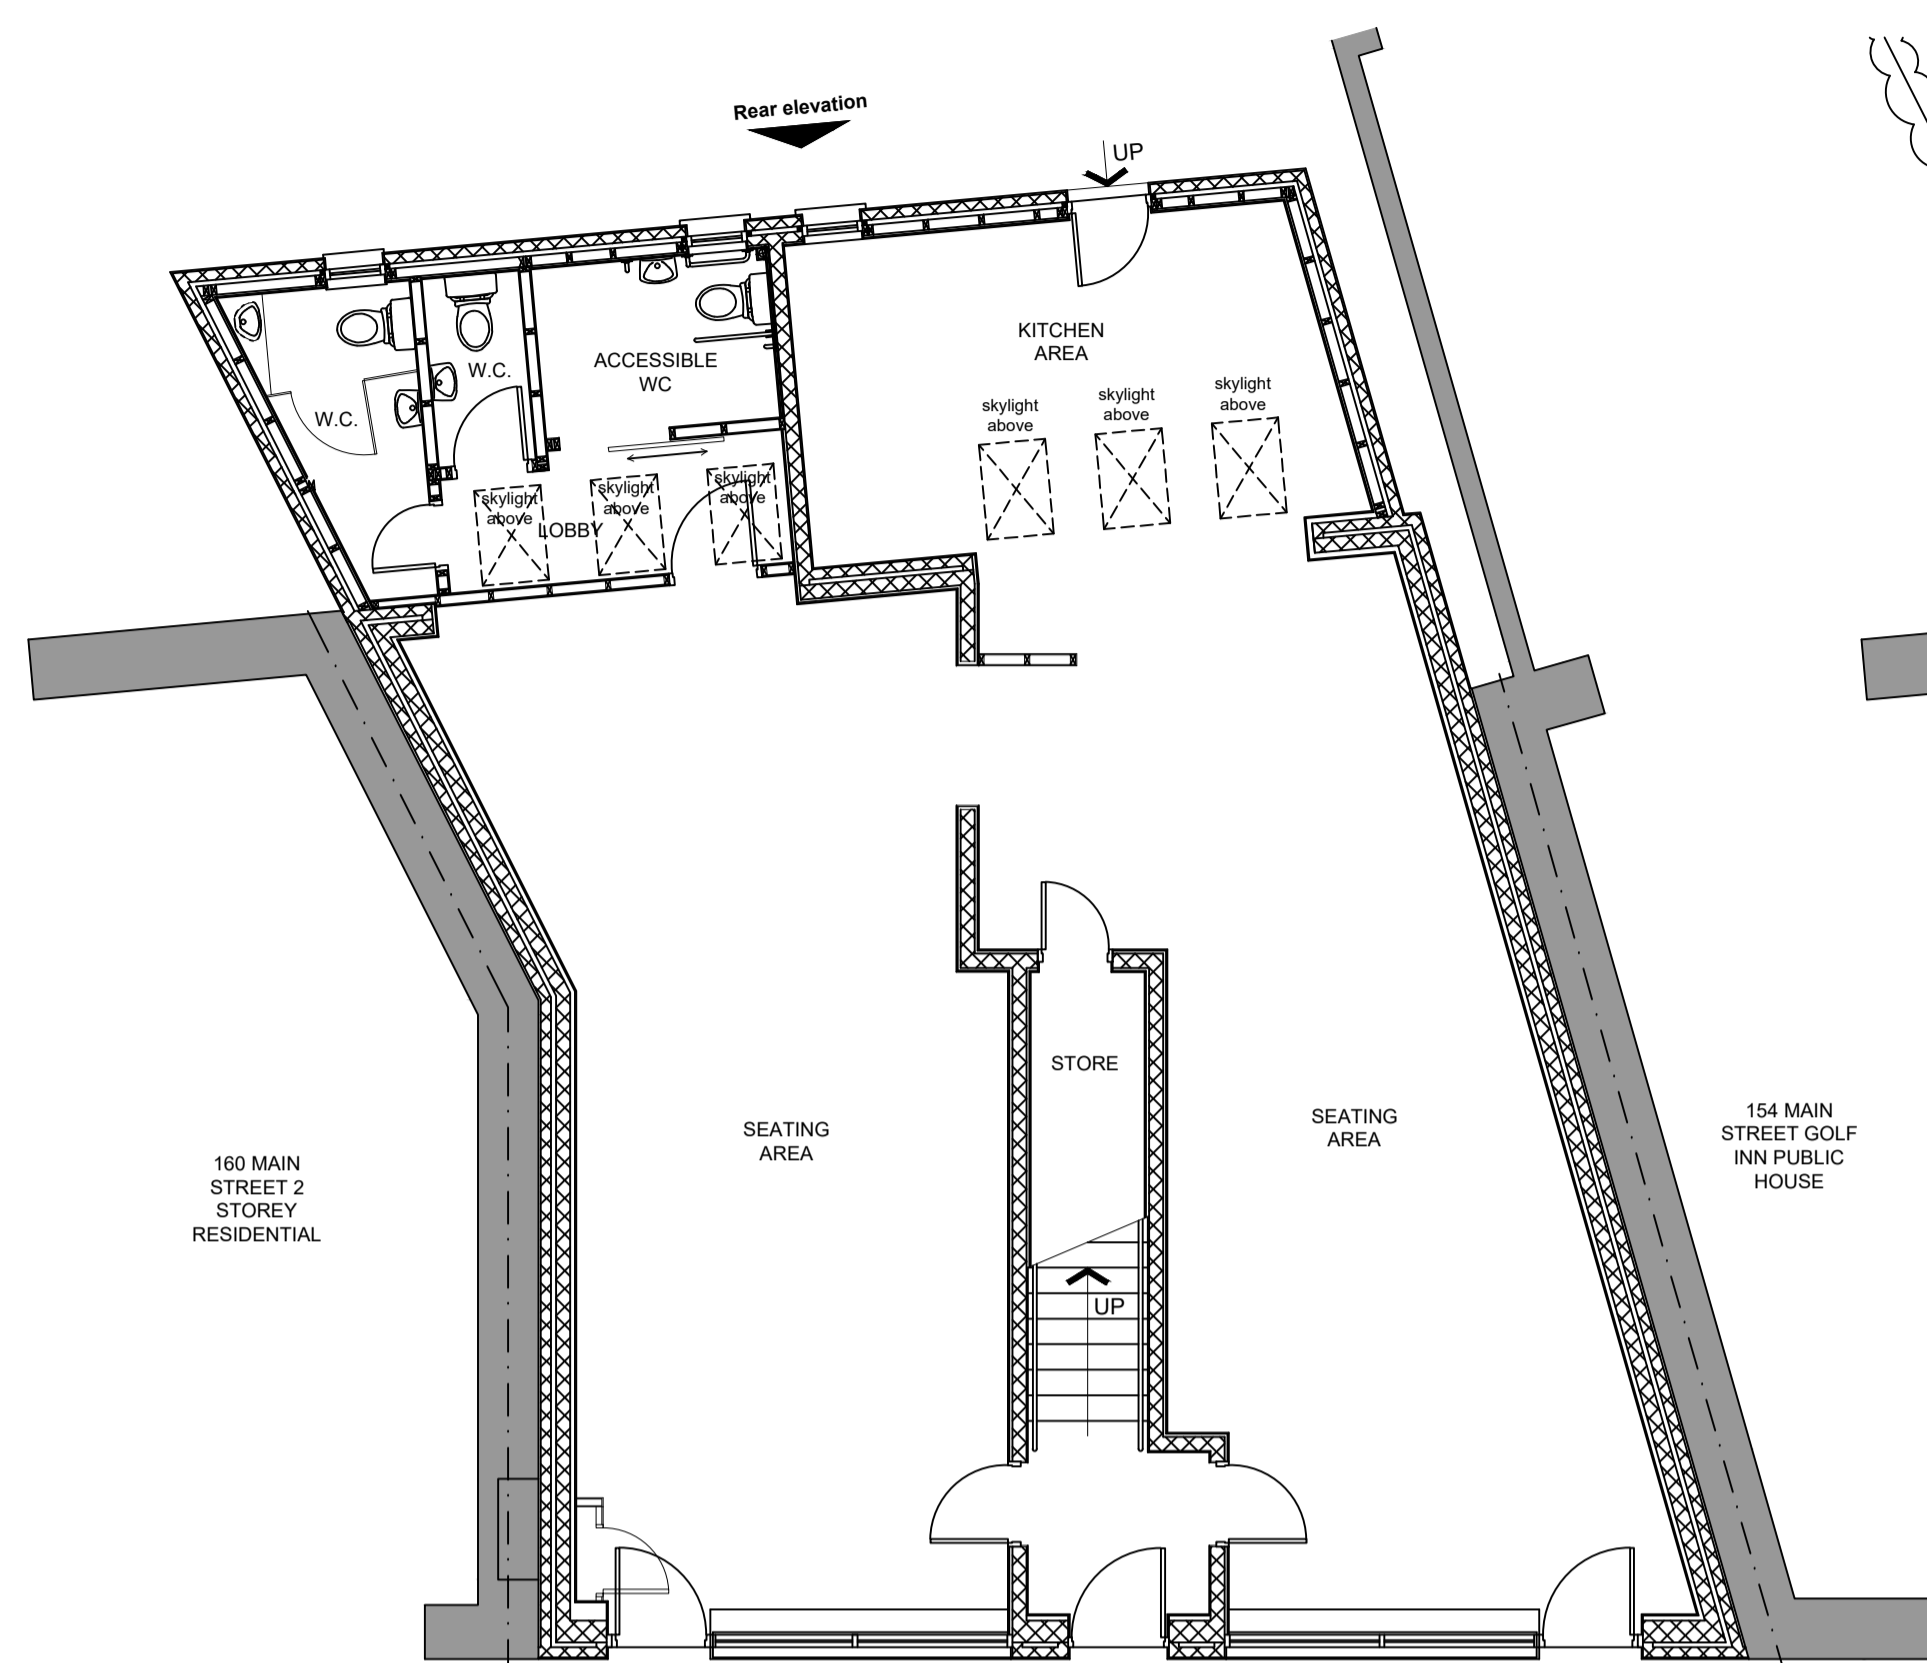 Rear elevation
UP
KITCHEN
AREA
ACCESSIBLE
WC
W.C.
W.C.
skylight
above
skylight
above
skylight
above
skylight
above
skylight
above
skylight
above
LOBBY
STORE
SEATING
AREA
SEATING
AREA
160 MAIN
STREET 2
STOREY
RESIDENTIAL
154 MAIN
STREET GOLF
INN PUBLIC
HOUSE
UP